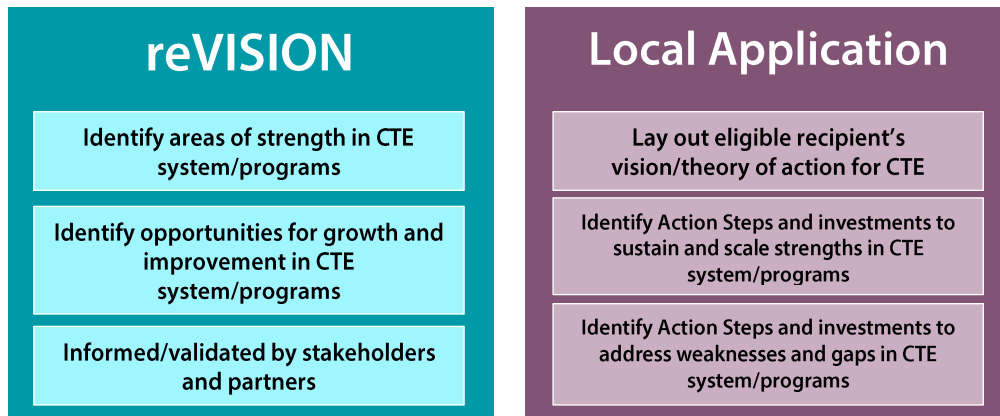 reVISION
Identify areas of strength in CTE
system/programs
Identify opportunities for growth and
improvement in CTE
system/programs
Informed/validated by stakeholders
and partners
Local Application
Lay out eligible recipient's
vision/theory of action for CTE
Identify Action Steps and investments to
sustain and scale strengths in CTE
system/programs
Identify Action Steps and investments to
address weaknesses and gaps in CTE
system/programs